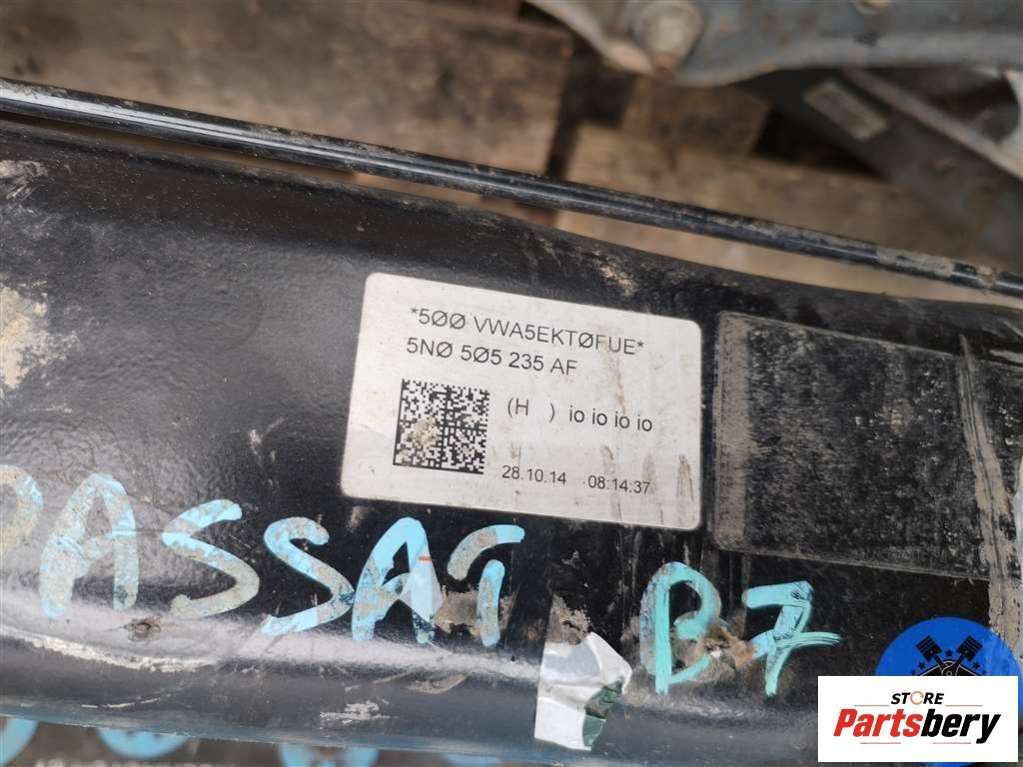 *5ØØ VWA5EKTØFUE*
5NØ 5Ø5 235 AF
(H ) io io io io
28.10.14 08:14:37
PASSAT B7
STORE
Partsbery